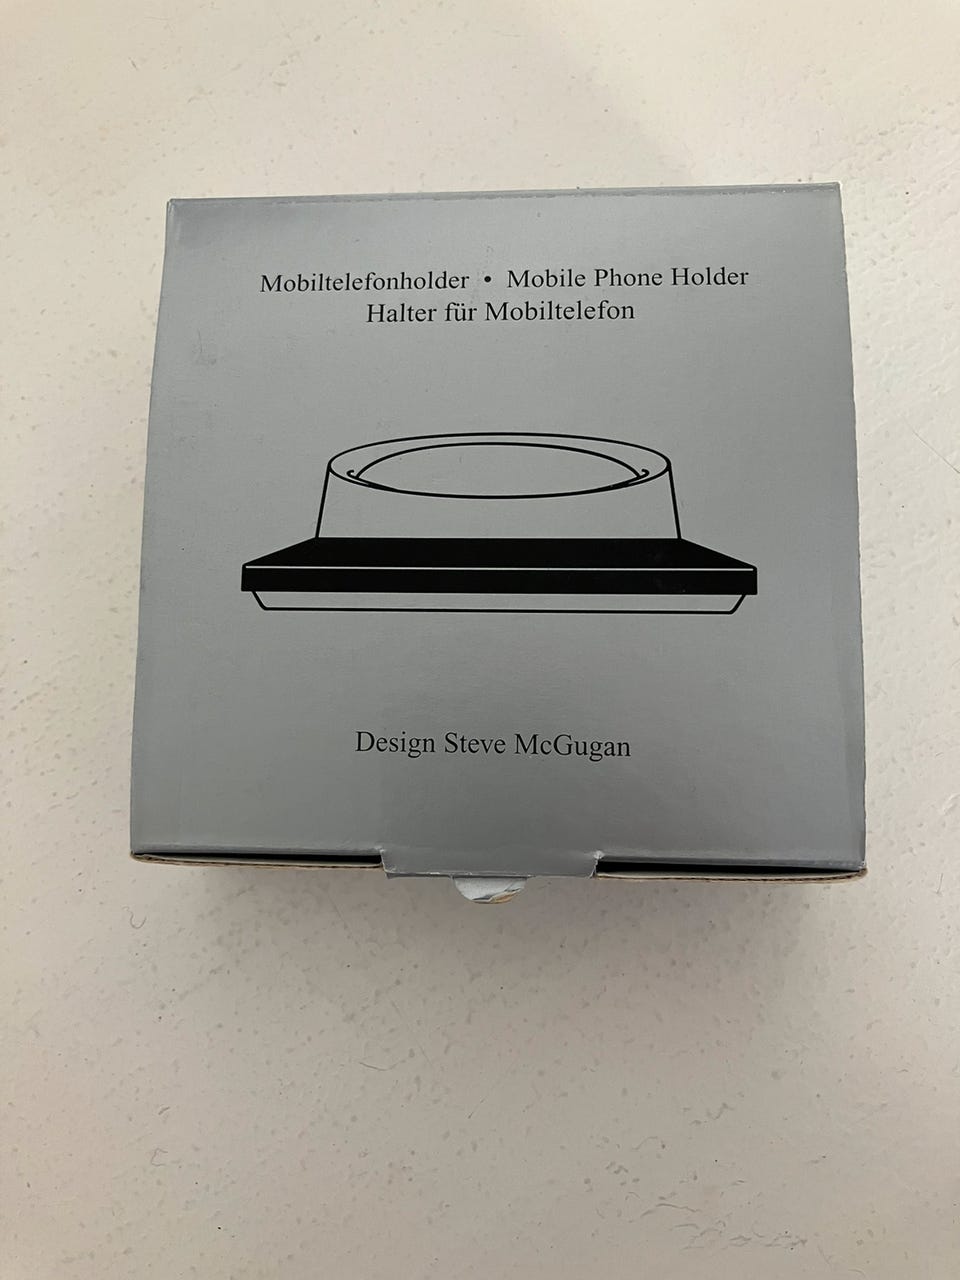 Mobiltelefonholder • Mobile Phone Holder
Halter für Mobiltelefon
Design Steve McGugan